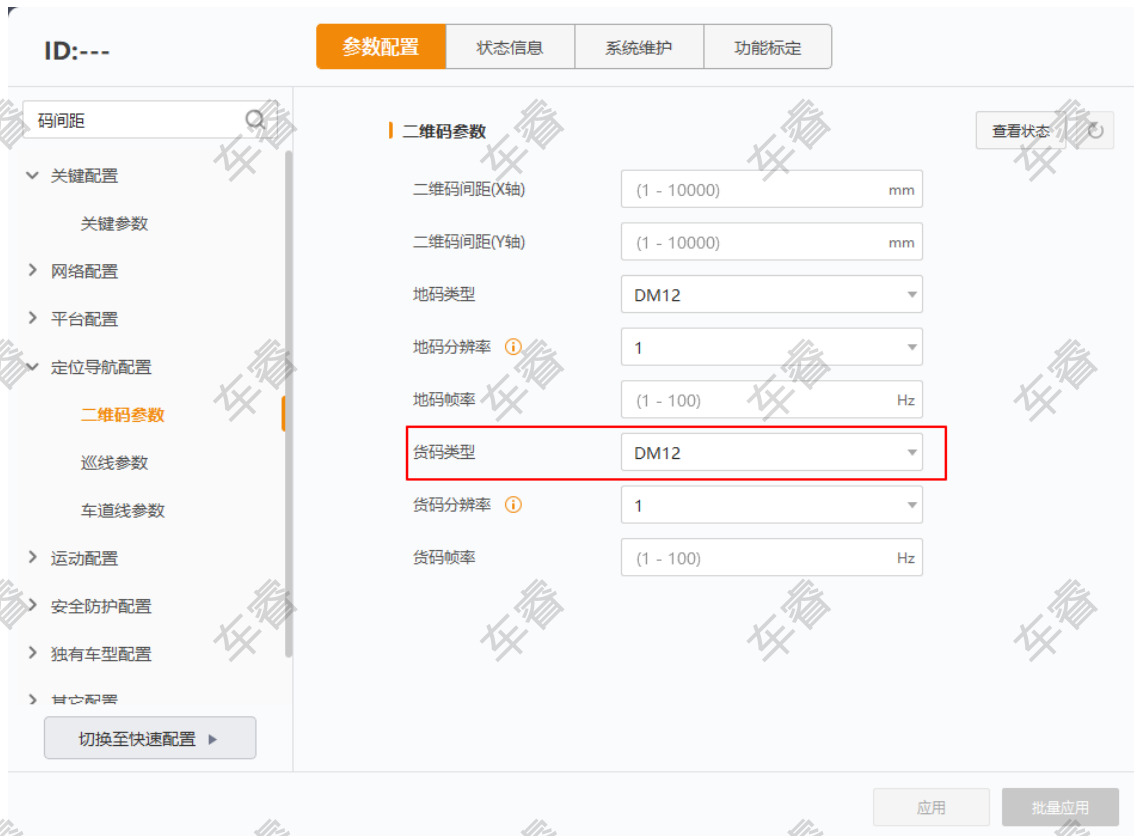 ID:---
参数配置
状态信息
系统维护
功能标定
码间距
关键配置
关键参数
网络配置
平台配置
定位导航配置
二维码参数
巡线参数
车道线参数
运动配置
安全防护配置
独有车型配置
其它配置
切换至快速配置
二维码参数
查看状态
二维码间距(X轴) (1 - 10000) mm
二维码间距(Y轴) (1 - 10000) mm
地码类型 DM12
地码分辨率 1
地码帧率 (1 - 100) Hz
货码类型 DM12
货码分辨率 1
货码帧率 (1 - 100) Hz
应用
批量应用
车睿